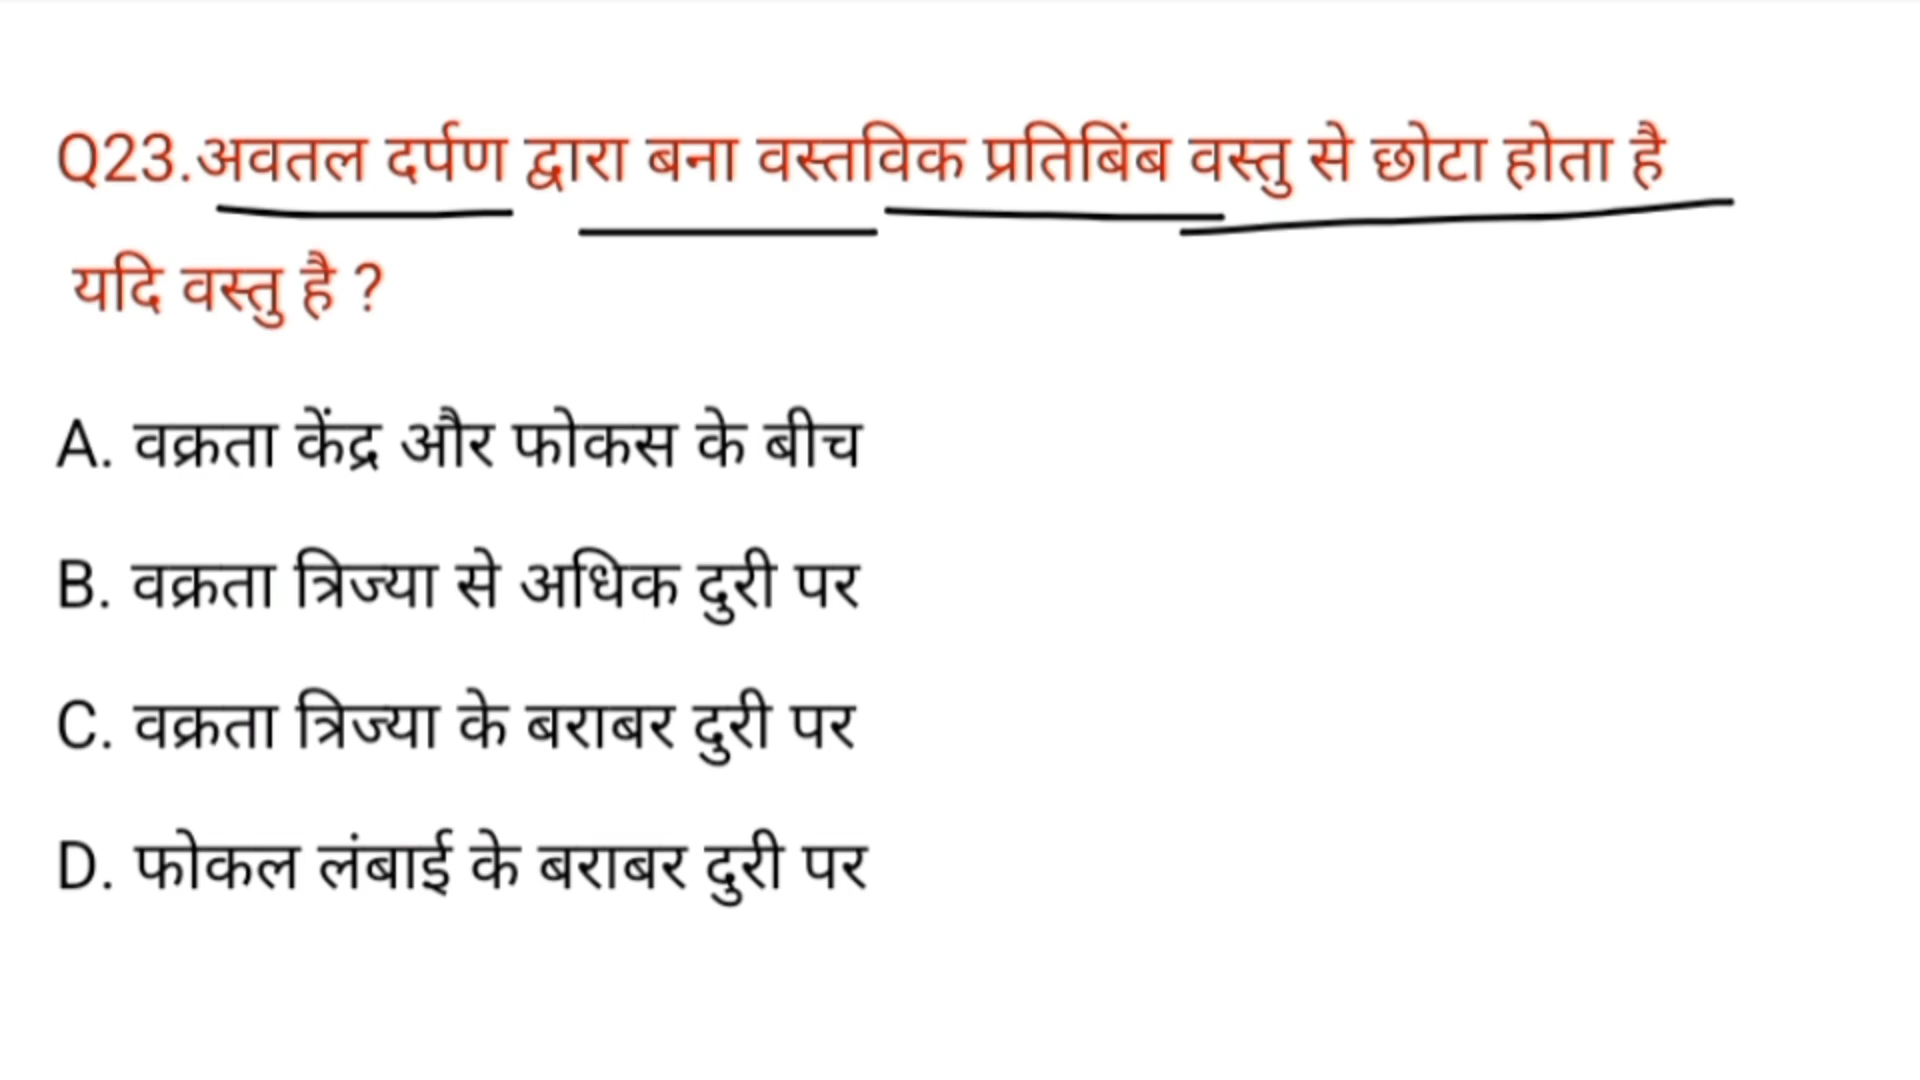 Q23.अवतल दर्पण द्वारा बना वस्तविक प्रतिबिंब वस्तु से छोटा होता है
यदि वस्तु है ?
A. वक्रता केंद्र और फोकस के बीच
B. वक्रता त्रिज्या से अधिक दुरी पर
C. वक्रता त्रिज्या के बराबर दुरी पर
D. फोकल लंबाई के बराबर दुरी पर